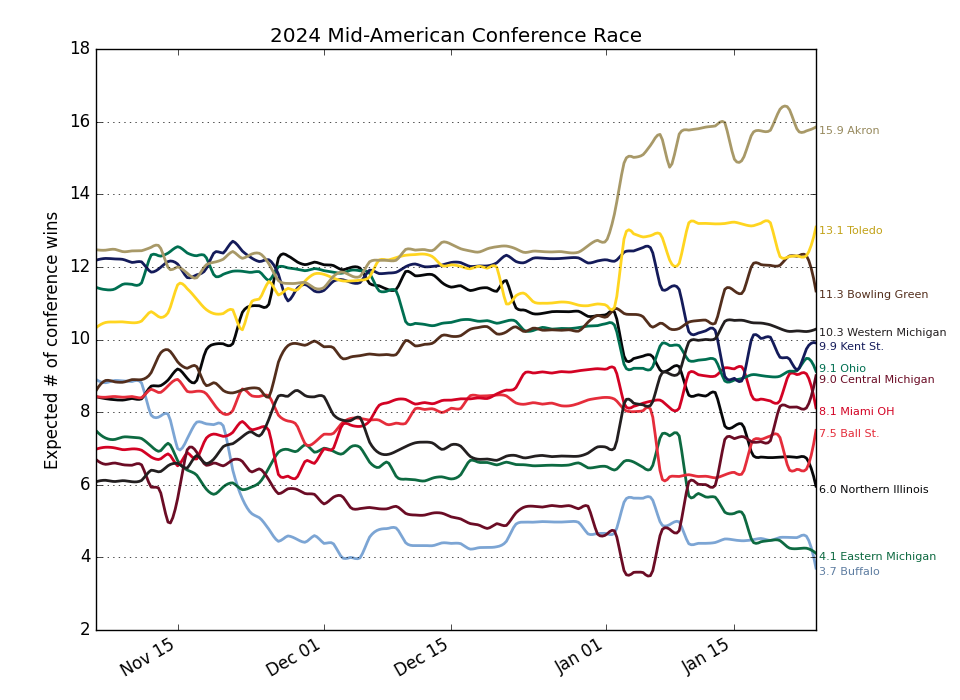 2024 Mid-American Conference Race
Expected # of conference wins
18
16
14
12
10
8
6
4
2
Nov 15
Dec 01
Dec 15
Jan 01
Jan 15
15.9 Akron
13.1 Toledo
11.3 Bowling Green
10.3 Western Michigan
9.9 Kent St.
9.1 Ohio
9.0 Central Michigan
8.1 Miami OH
7.5 Ball St.
6.0 Northern Illinois
4.1 Eastern Michigan
3.7 Buffalo